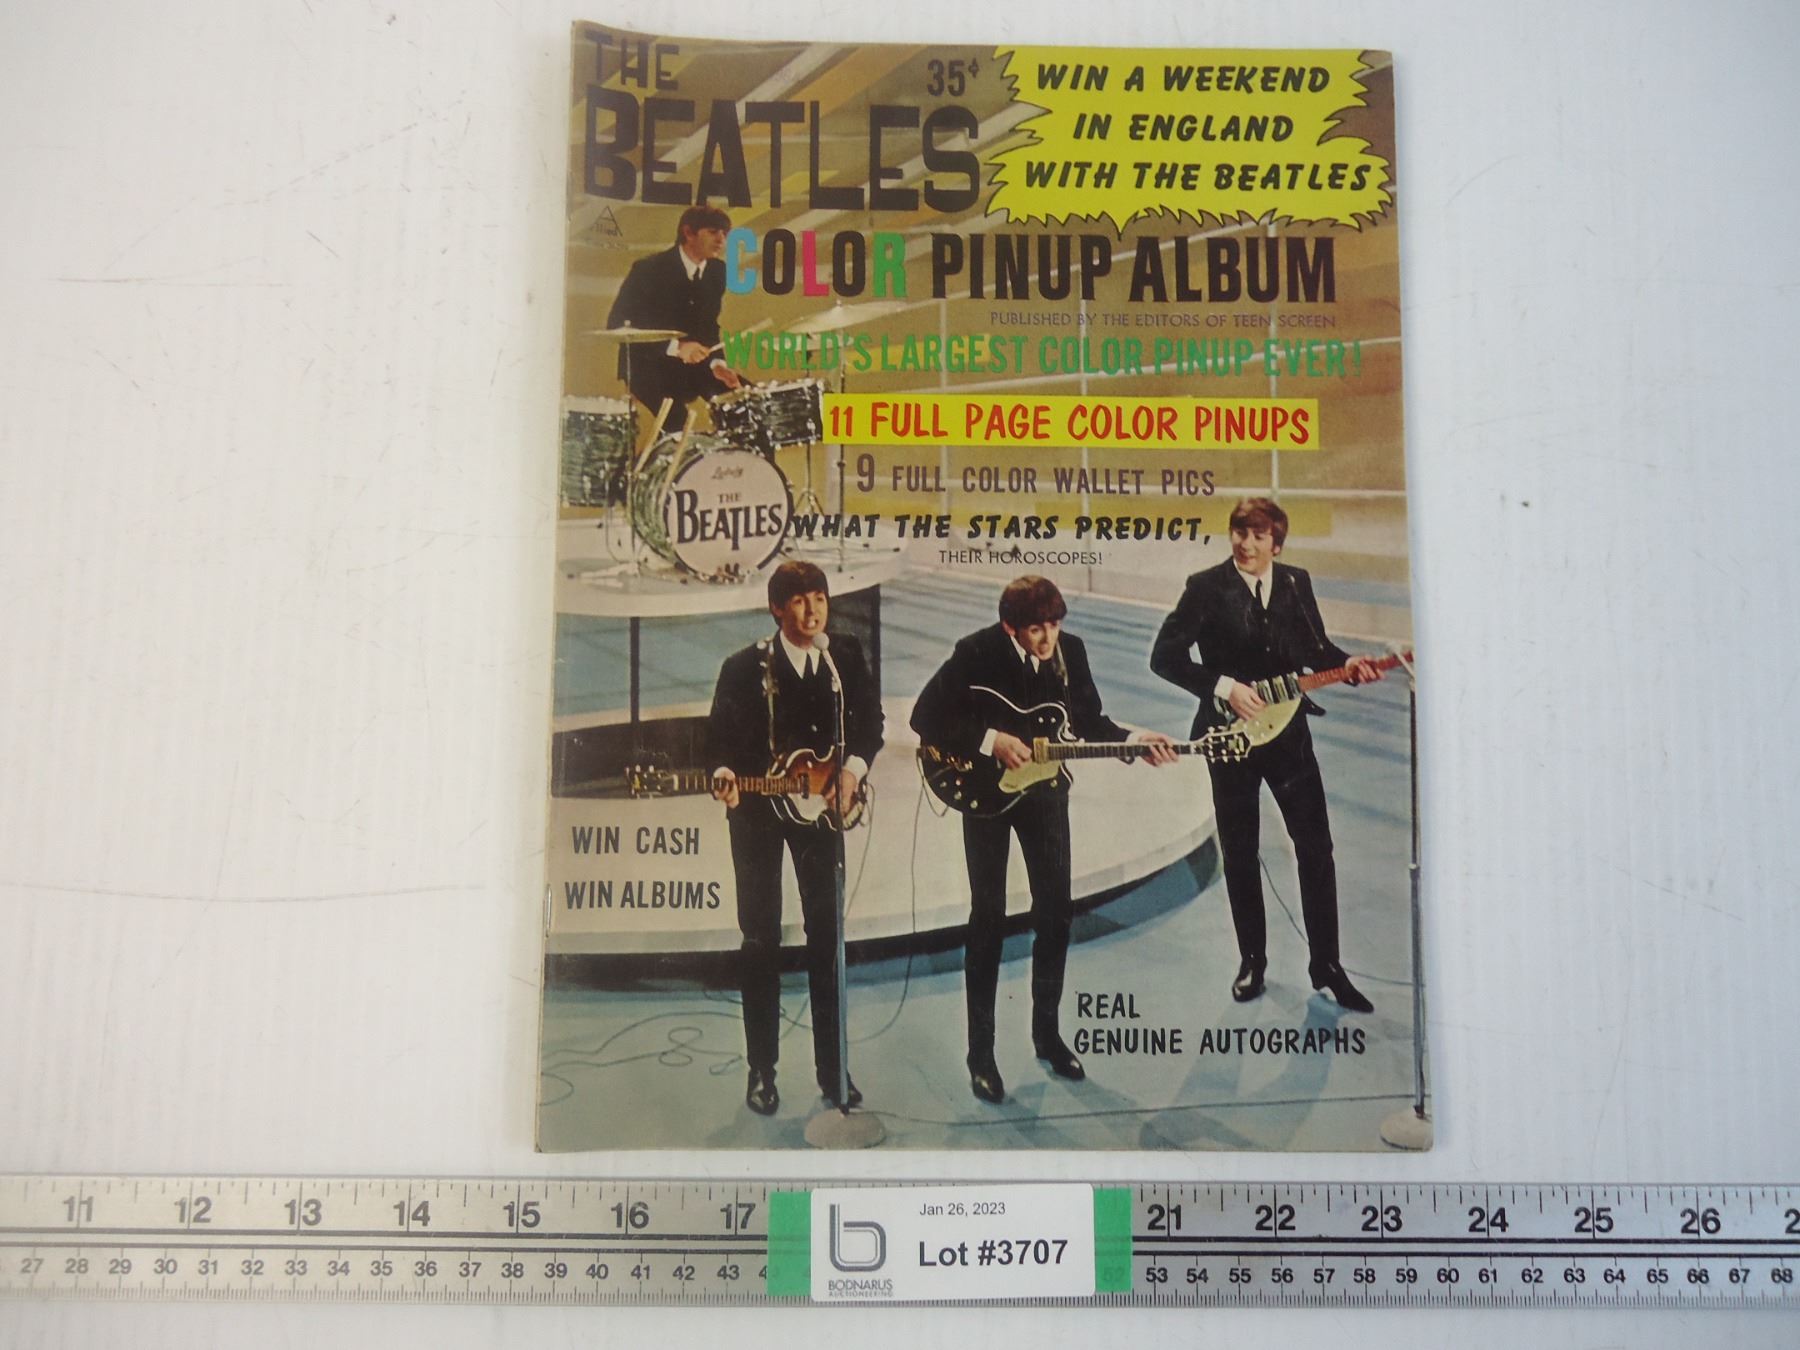 THE
BEATLES
35¢
WIN A WEEKEND
IN ENGLAND
WITH THE BEATLES
COLOR PINUP ALBUM
PUBLISHED BY THE EDITORS OF TEEN SCREEN
WORLD'S LARGEST COLOR PINUP EVER!
11 FULL PAGE COLOR PINUPS
9 FULL COLOR WALLET PICS
WHAT THE STARS PREDICT,
THEIR HOROSCOPES!
Ludwig
THE
BEATLES
WIN CASH
WIN ALBUMS
REAL
GENUINE AUTOGRAPHS
11 12 13 14 15 16 17 21 22 23 24 25 26 2
27 28 29 30 31 32 33 34 35 36 37 38 39 40 41 42 43 4 52 53 54 55 56 57 58 59 60 61 62 63 64 65 66 67 68
Jan 26, 2023
Lot #3707
BODNARUS
AUCTIONEERING